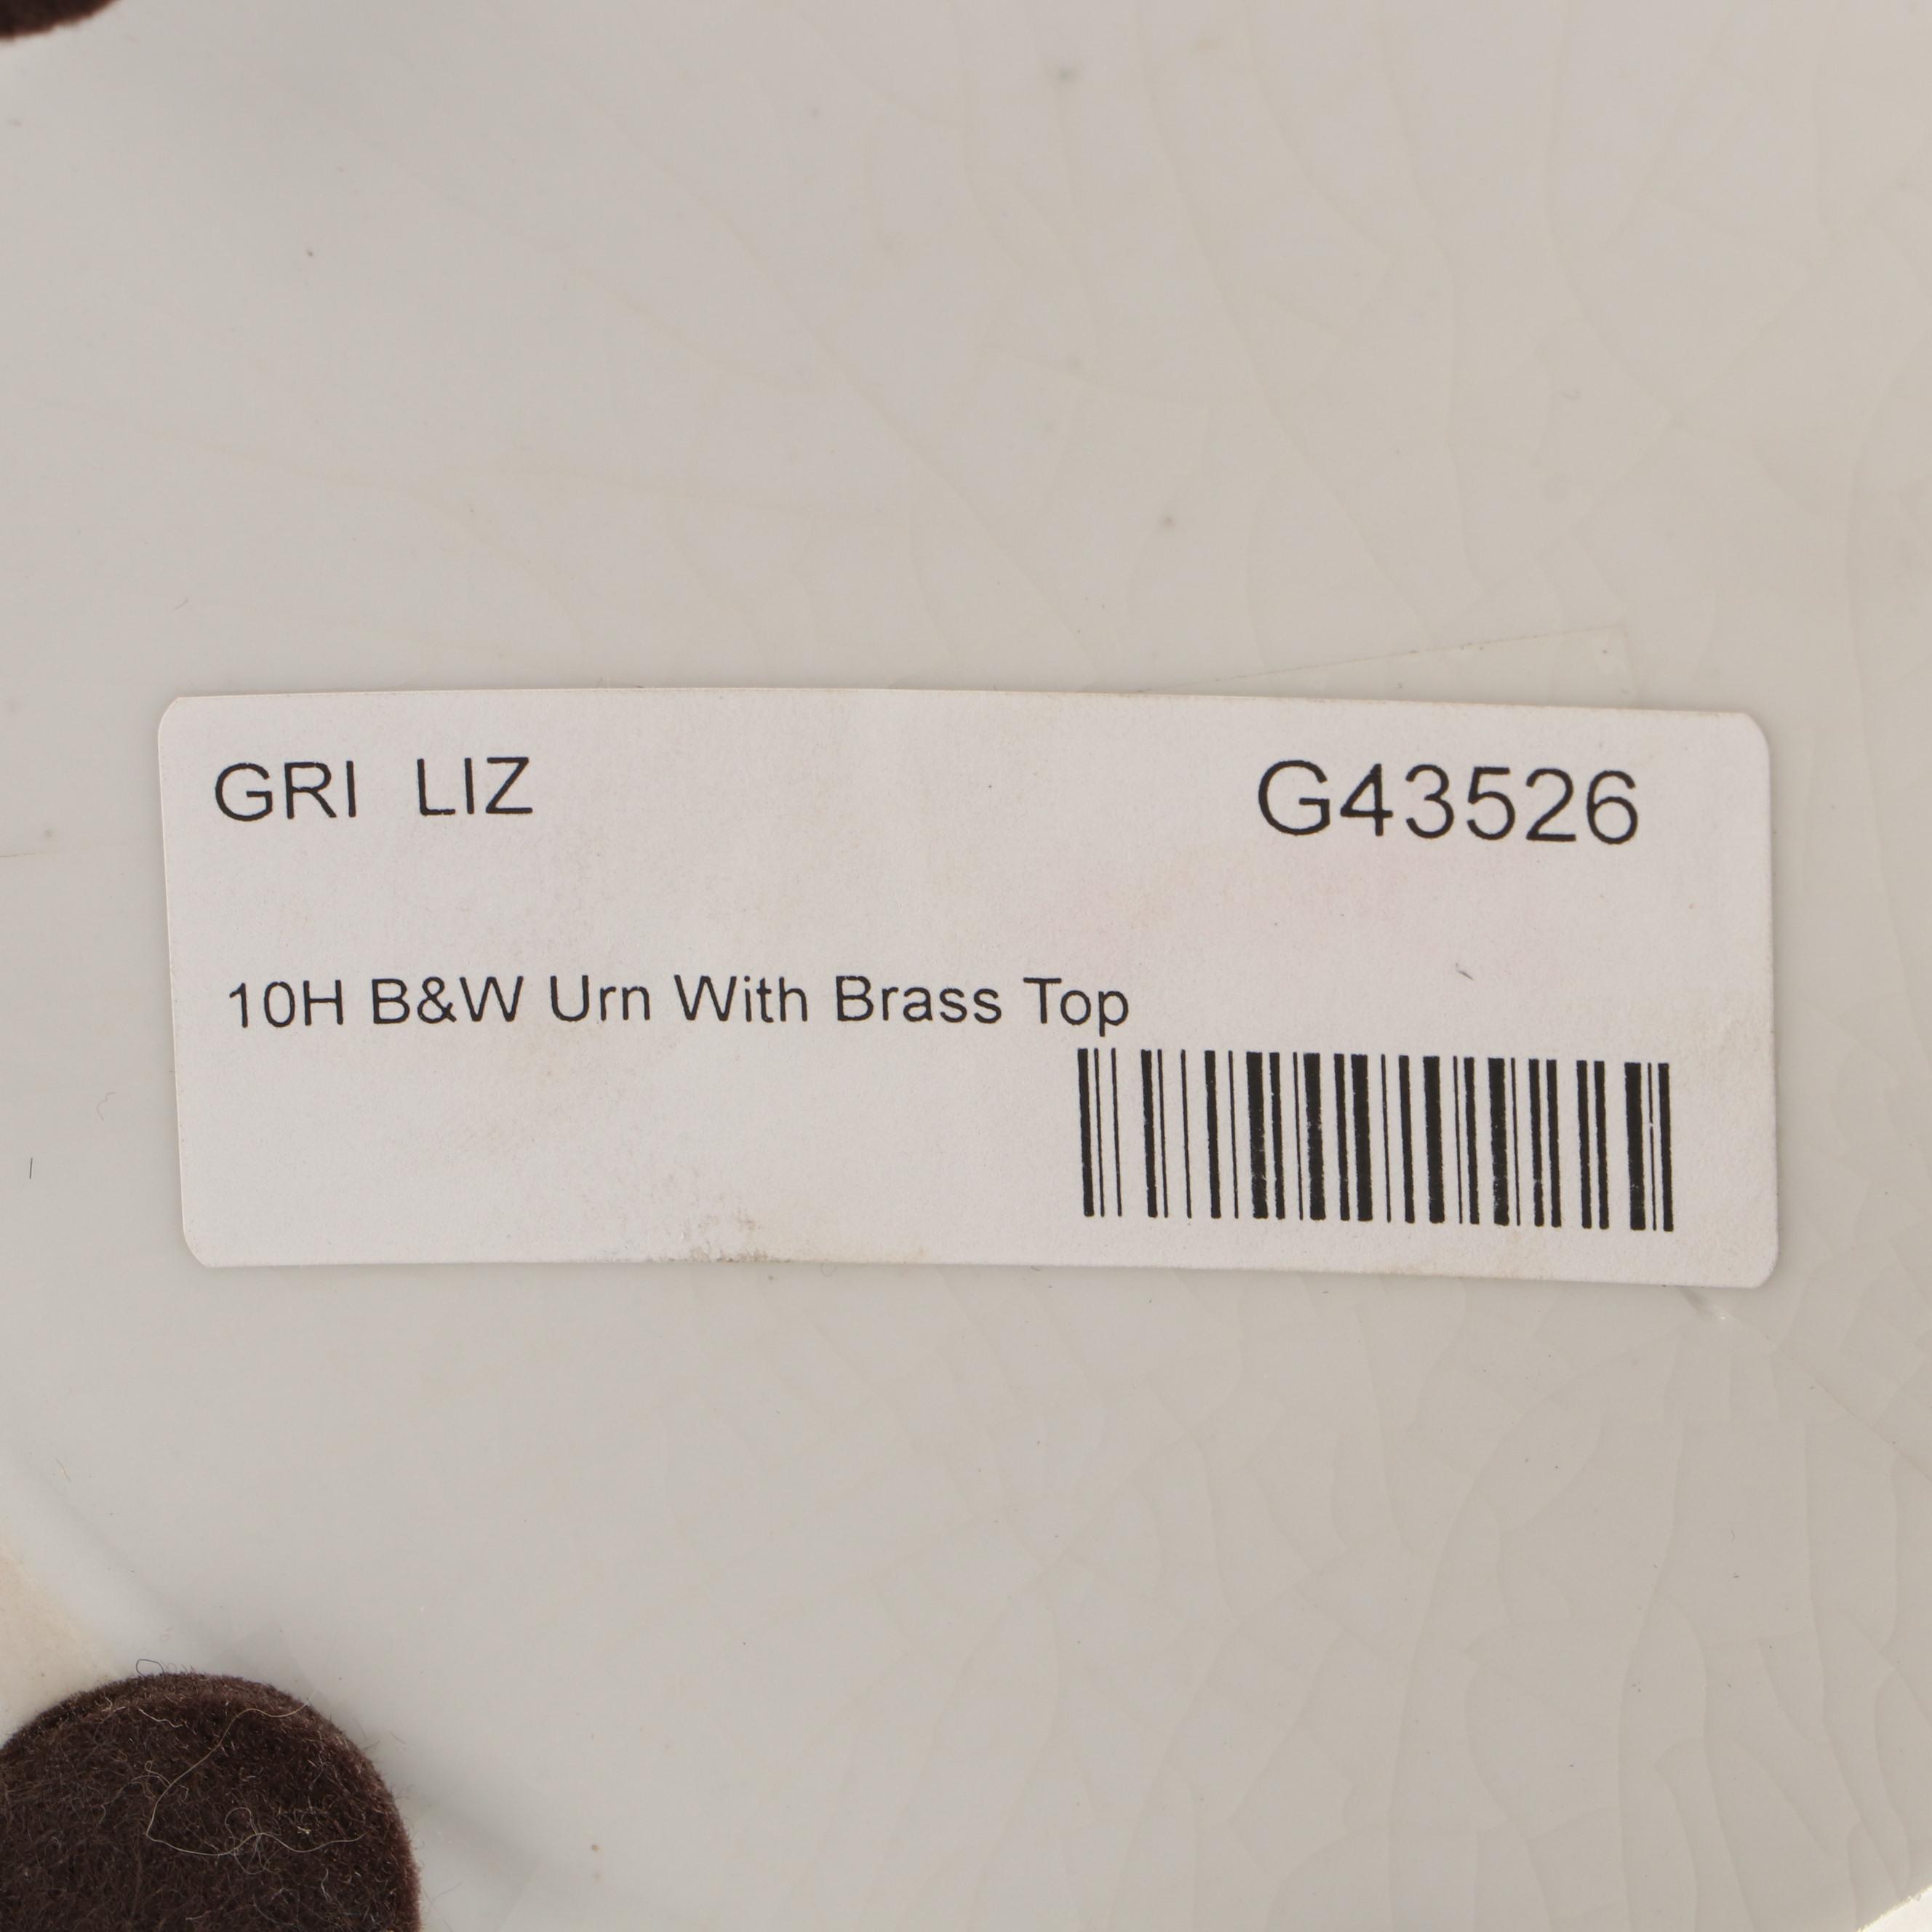 GRI LIZ G43526
10H B&W Urn With Brass Top